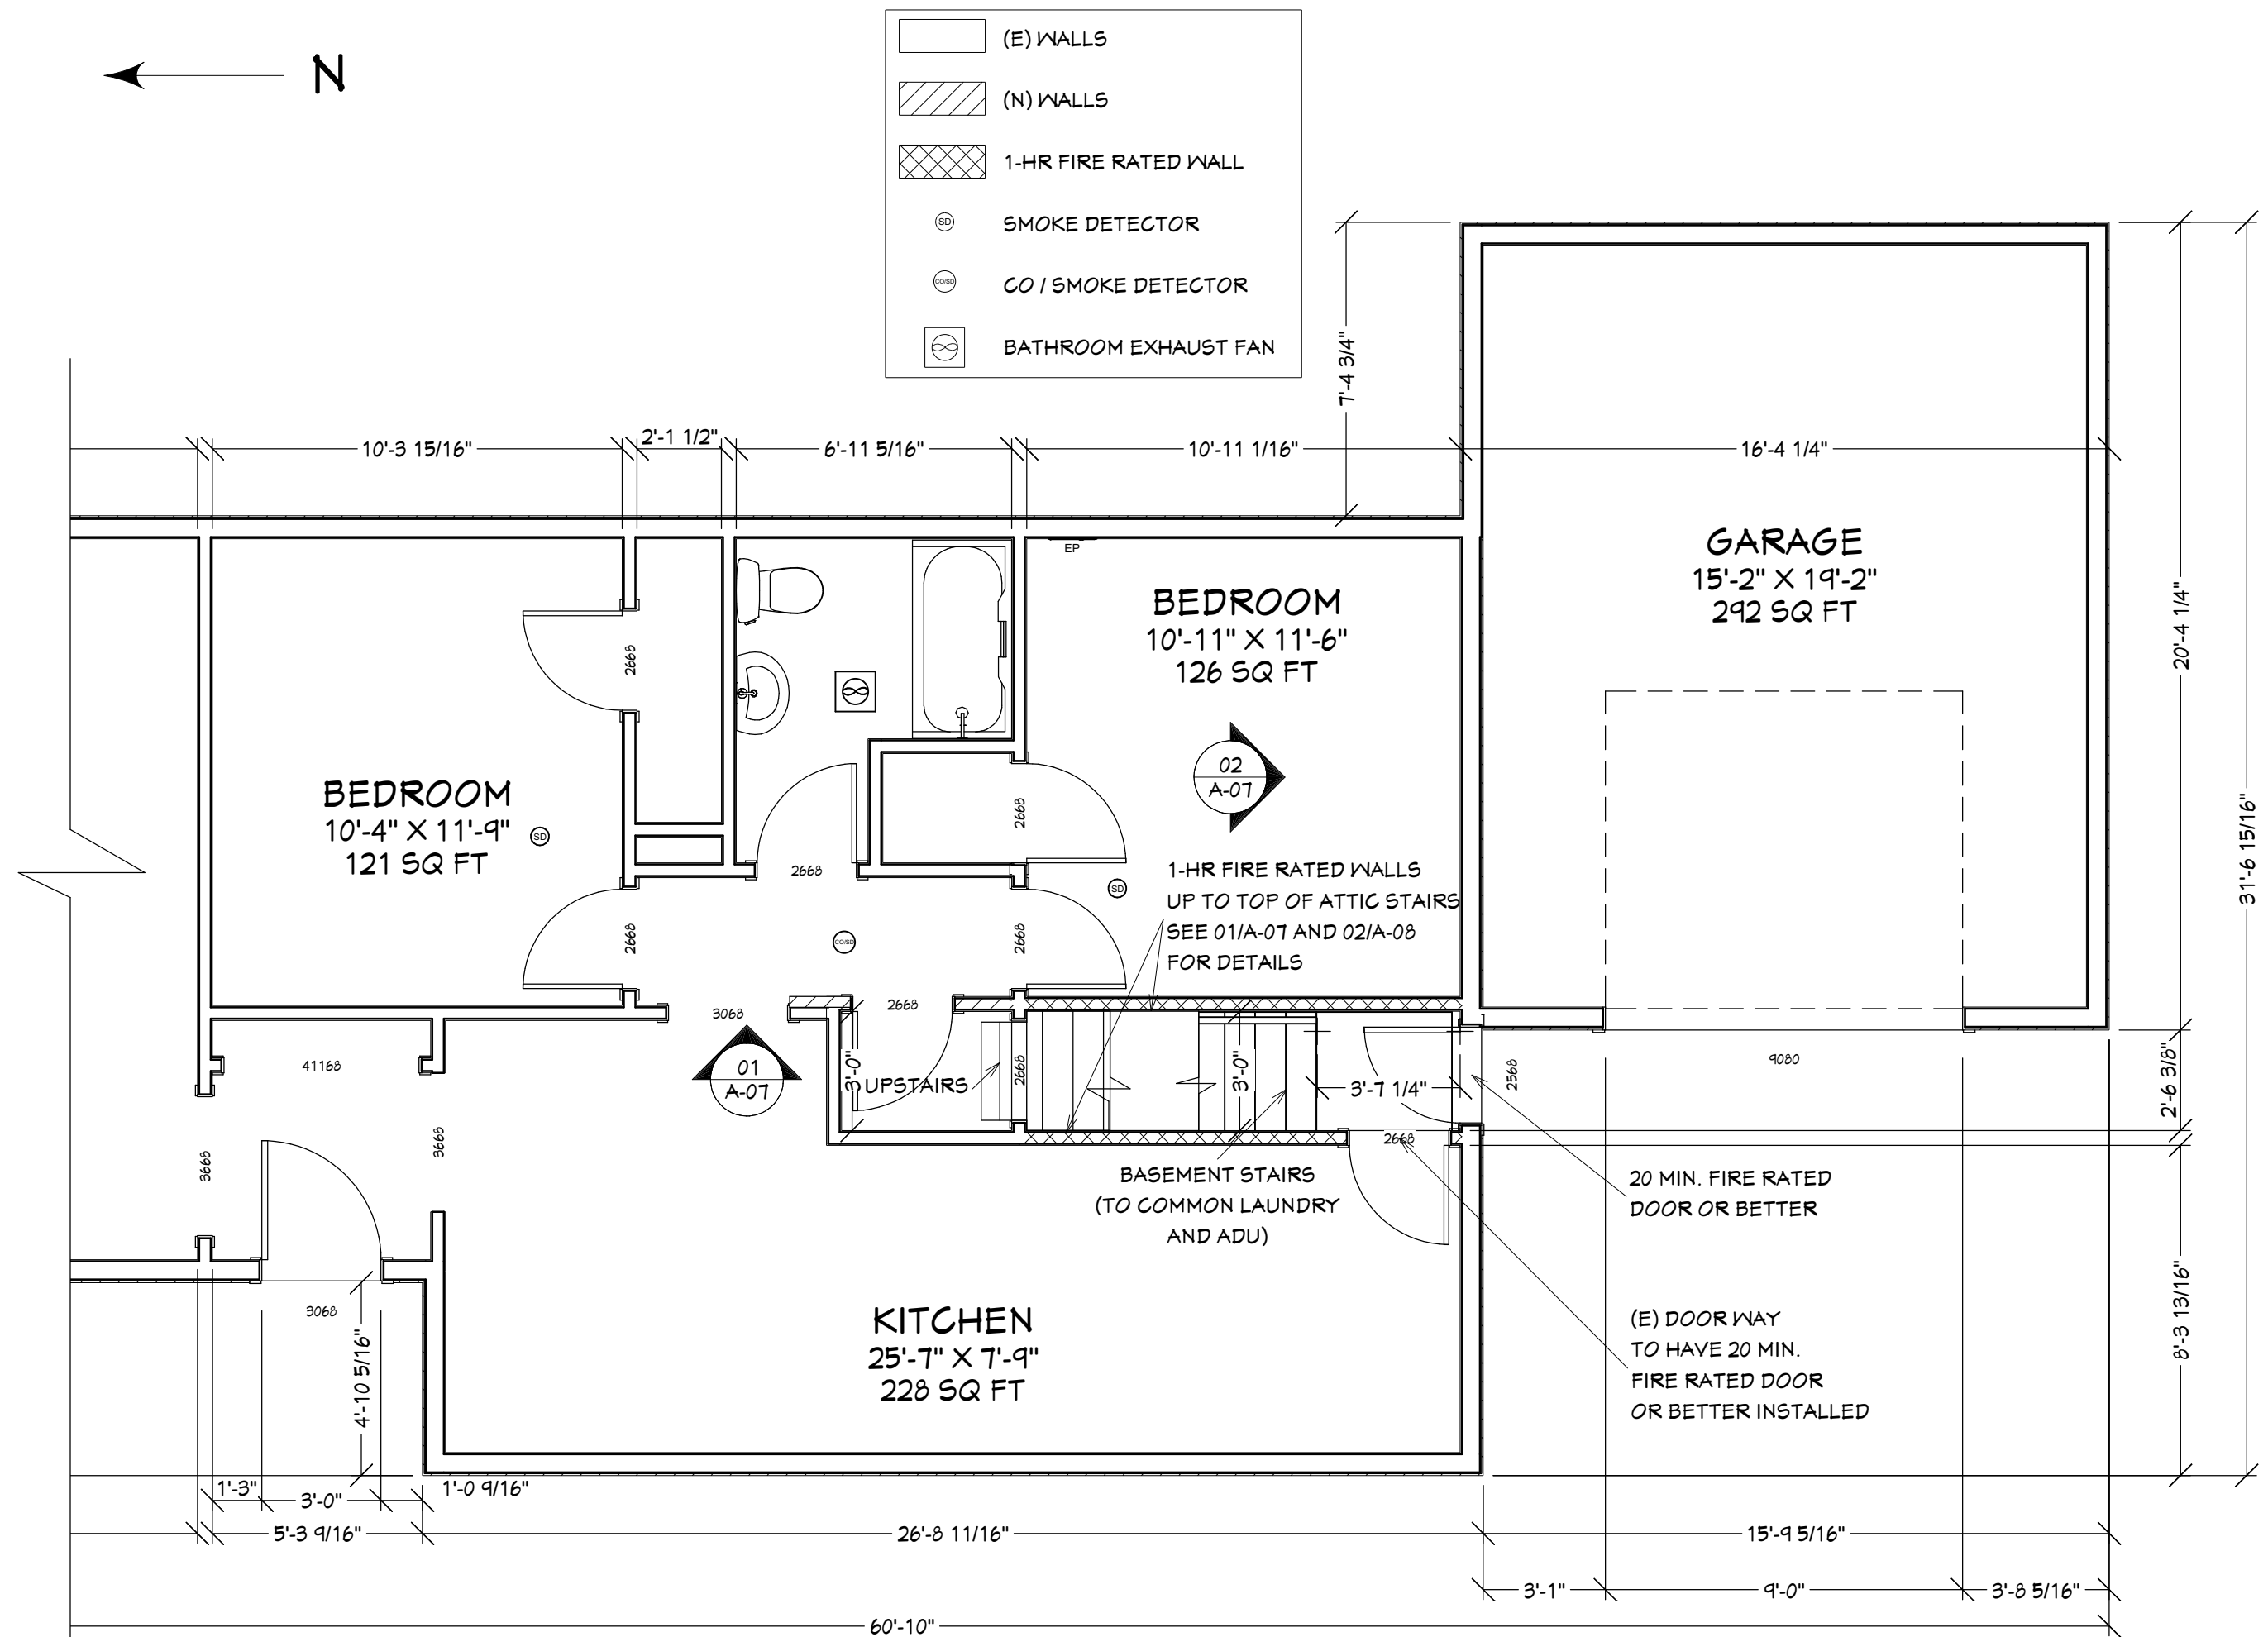 N
(E) WALLS
(N) WALLS
1-HR FIRE RATED WALL
SD
SMOKE DETECTOR
CO/SD
CO / SMOKE DETECTOR
BATHROOM EXHAUST FAN
7'-4 3/4"
10'-3 15/16"
2'-1 1/2"
6'-11 5/16"
10'-11 1/16"
16'-4 1/4"
20'-4 1/4"
31'-6 15/16"
EP
GARAGE
15'-2" X 19'-2"
292 SQ FT
BEDROOM
10'-11" X 11'-6"
126 SQ FT
2668
02
A-07
BEDROOM
10'-4" X 11'-9"
121 SQ FT
SD
2668
2668
SD
1-HR FIRE RATED WALLS
UP TO TOP OF ATTIC STAIRS
SEE 01/A-07 AND 02/A-08
FOR DETAILS
2668
CO/SD
2668
2668
3068
01
A-07
41168
3'-0"
UPSTAIRS
2668
3'-0"
3'-7 1/4"
2568
9080
2'-6 3/8"
3668
3668
2668
BASEMENT STAIRS
(TO COMMON LAUNDRY
AND ADU)
20 MIN. FIRE RATED
DOOR OR BETTER
3068
4'-10 5/16"
KITCHEN
25'-7" X 7'-9"
228 SQ FT
(E) DOOR WAY
TO HAVE 20 MIN.
FIRE RATED DOOR
OR BETTER INSTALLED
8'-3 13/16"
1'-3"
3'-0"
1'-0 9/16"
5'-3 9/16"
26'-8 11/16"
15'-9 5/16"
3'-1"
9'-0"
3'-8 5/16"
60'-10"